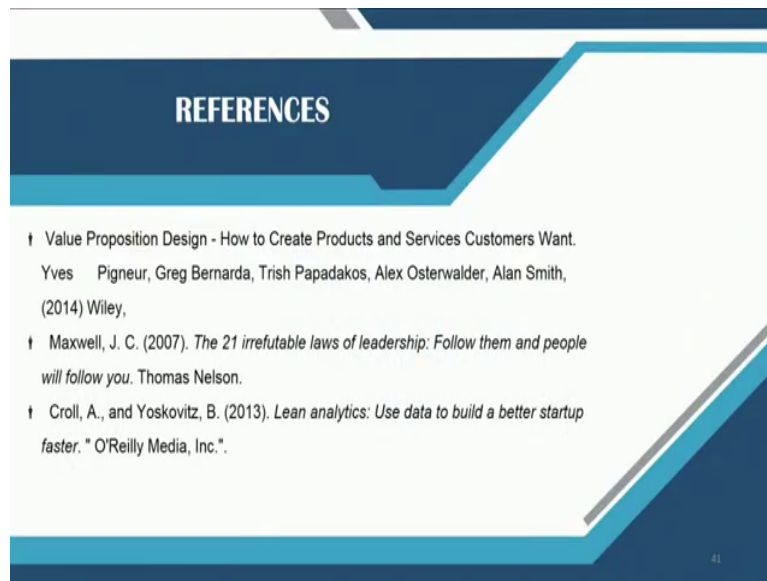 REFERENCES
Value Proposition Design - How to Create Products and Services Customers Want.
Yves Pigneur, Greg Bernarda, Trish Papadakos, Alex Osterwalder, Alan Smith,
(2014) Wiley,
Maxwell, J. C. (2007). The 21 irrefutable laws of leadership: Follow them and people
will follow you. Thomas Nelson.
Croll, A., and Yoskovitz, B. (2013). Lean analytics: Use data to build a better startup
faster. " O'Reilly Media, Inc.".
41